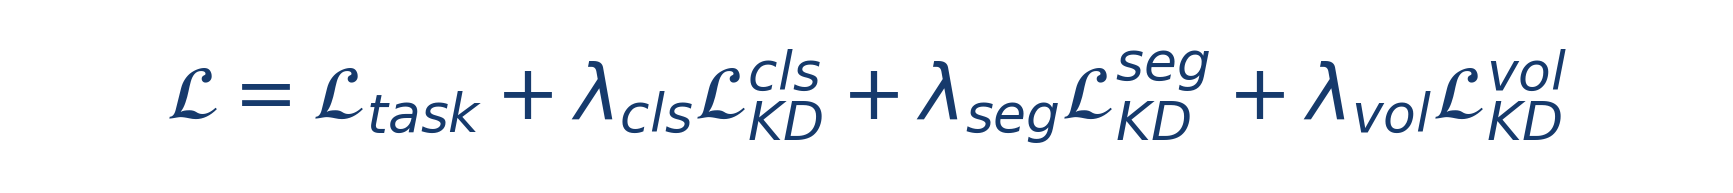 ℒ = ℒ_{task} + λ_{cls}ℒ_{KD}^{cls} + λ_{seg}ℒ_{KD}^{seg} + λ_{vol}ℒ_{KD}^{vol}